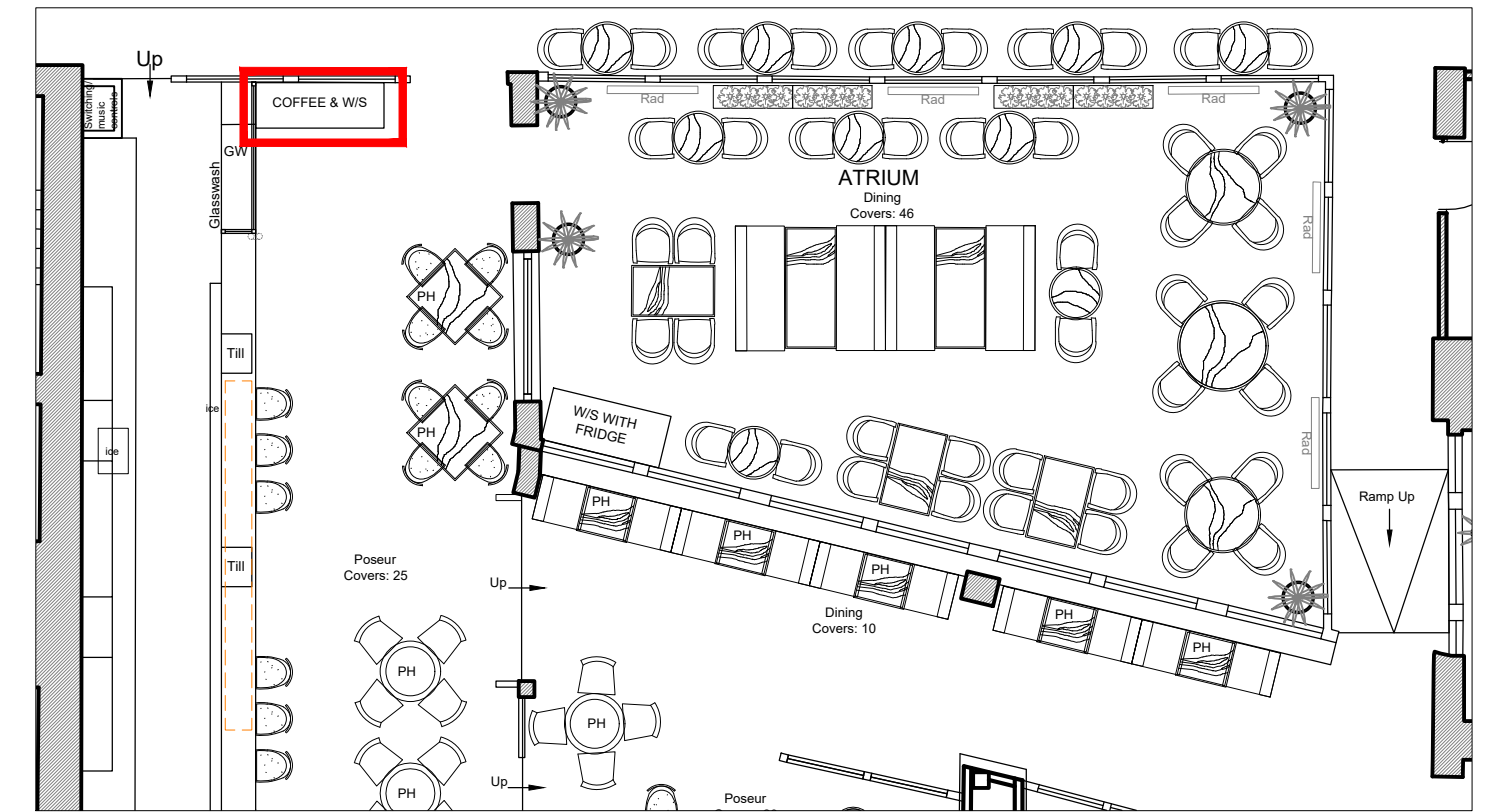 Up
Switching/
music
controls
COFFEE & W/S
GW
Glasswash
Rad
Rad
Rad
ATRIUM
Dining
Covers: 46
Rad
Rad
PH
PH
Till
ice
ice
W/S WITH
FRIDGE
Ramp Up
PH
PH
PH
PH
PH
Till
Poseur
Covers: 25
Up
Dining
Covers: 10
PH
PH
Up
PH
Poseur